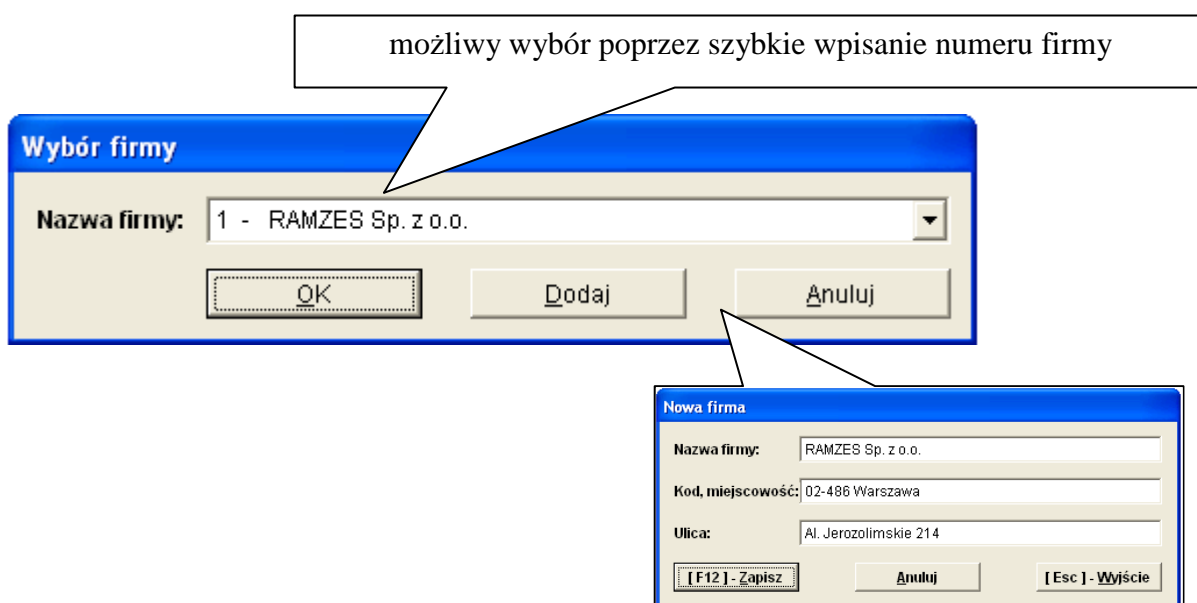 możliwy wybór poprzez szybkie wpisanie numeru firmy
Wybór firmy
Nazwa firmy: 1 - RAMZES Sp. z o.o.
OK Dodaj Anuluj
Nowa firma
Nazwa firmy: RAMZES Sp. z o.o.
Kod, miejscowość: 02-486 Warszawa
Ulica: Al. Jerozolimskie 214
[ F12 ] - Zapisz Anuluj [ Esc ] - Wyjście